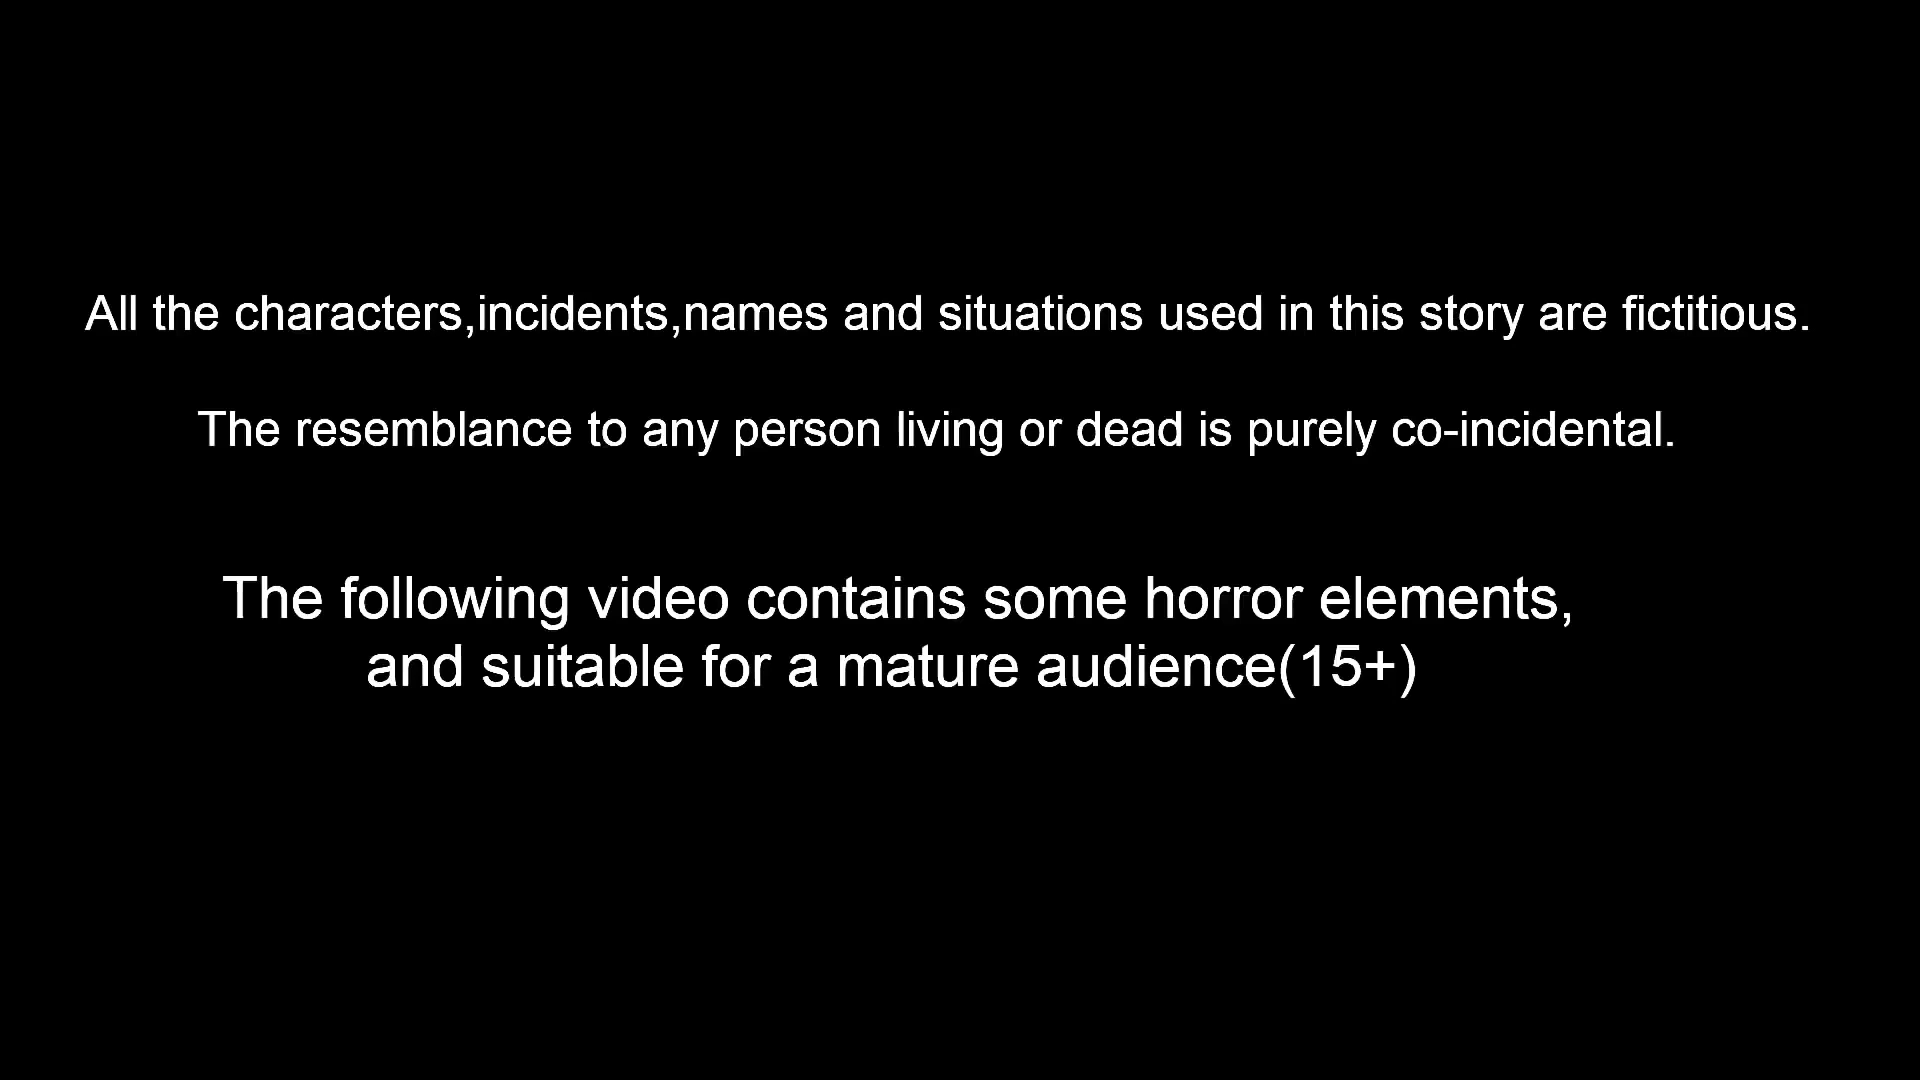 All the characters,incidents,names and situations used in this story are fictitious.
The resemblance to any person living or dead is purely co-incidental.
The following video contains some horror elements,
and suitable for a mature audience(15+)